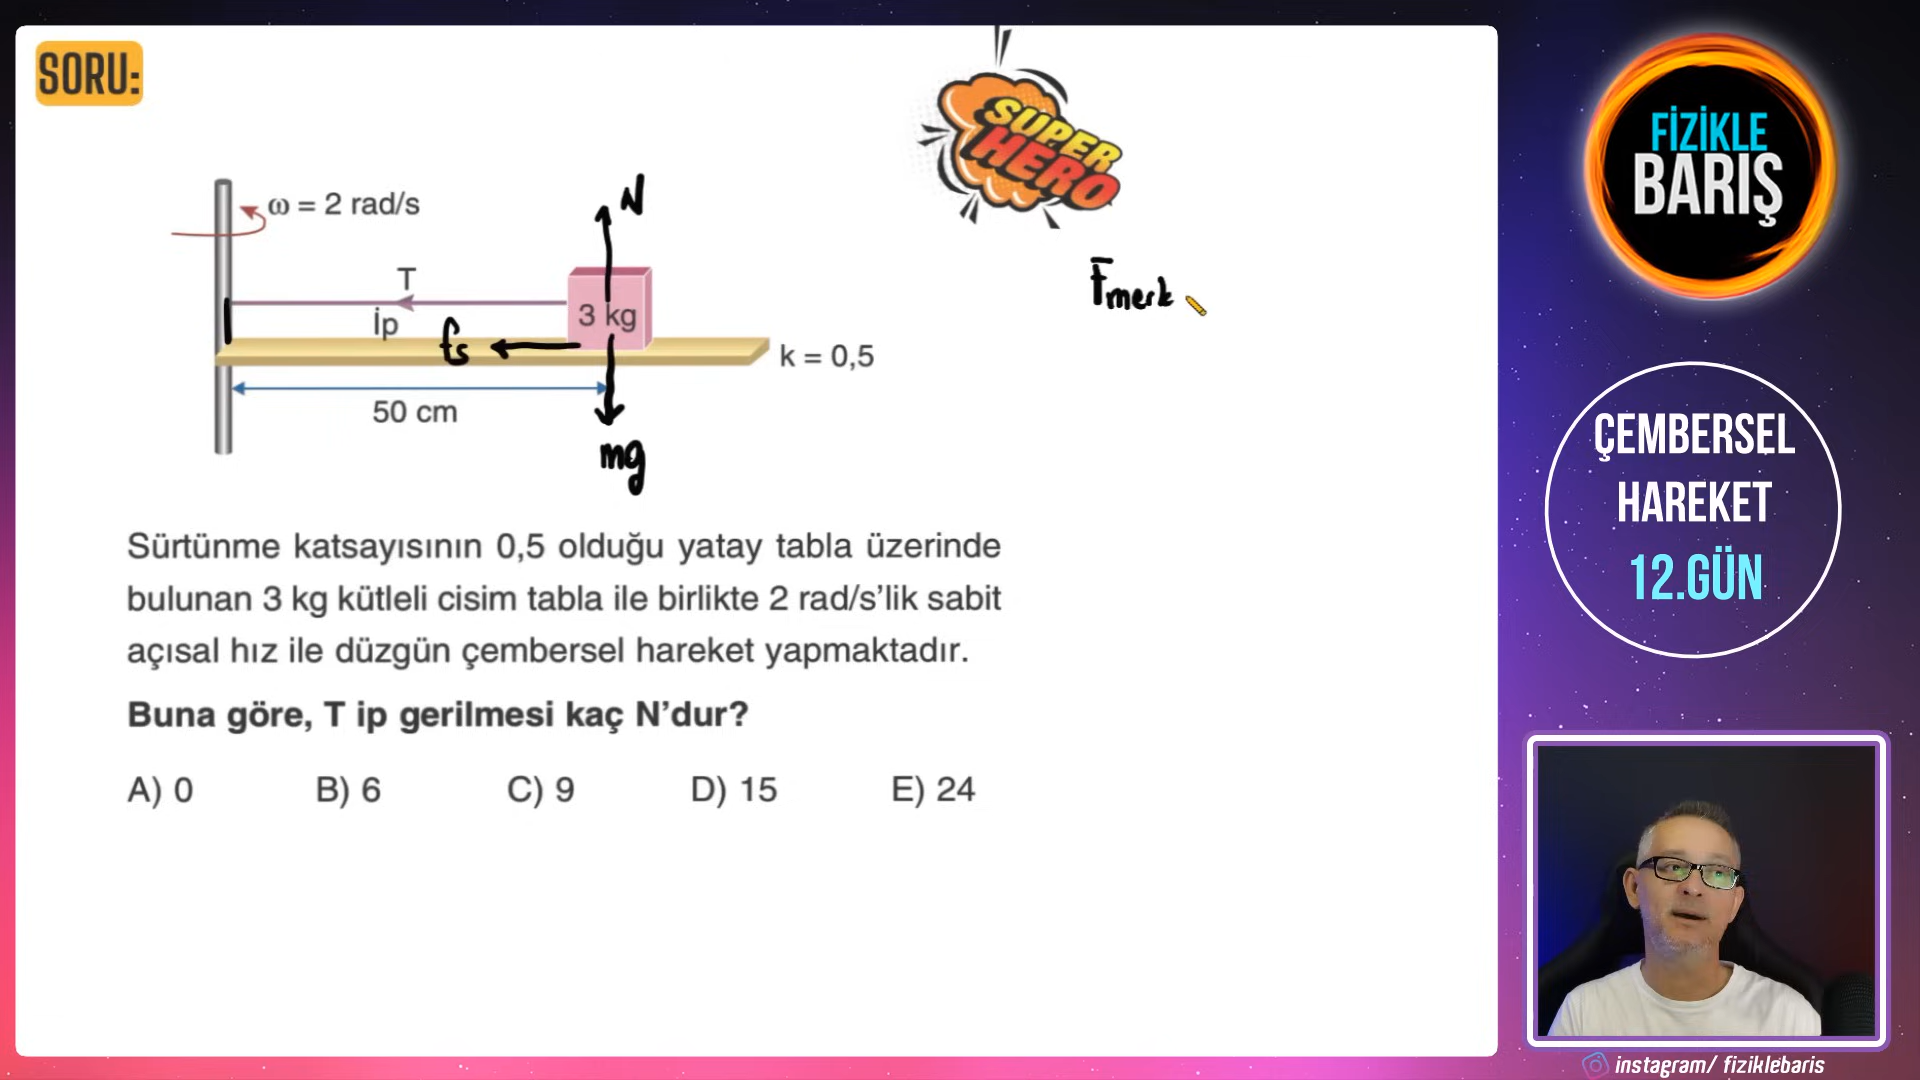 SORU:
SUPER
HERO
ω = 2 rad/s
N
T
İp
3 kg
fs
k = 0,5
50 cm
mg
Fmerk
Sürtünme katsayısının 0,5 olduğu yatay tabla üzerinde
bulunan 3 kg kütleli cisim tabla ile birlikte 2 rad/s’lik sabit
açısal hız ile düzgün çembersel hareket yapmaktadır.
Buna göre, T ip gerilmesi kaç N’dur?
A) 0 B) 6 C) 9 D) 15 E) 24
FİZİKLE
BARIŞ
ÇEMBERSEL
HAREKET
12.GÜN
instagram/ fiziklebaris